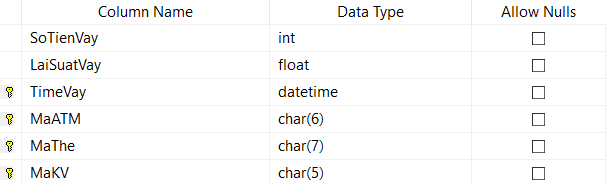 Column Name Data Type Allow Nulls
SoTienVay int
LaiSuatVay float
TimeVay datetime
MaATM char(6)
MaThe char(7)
MaKV char(5)